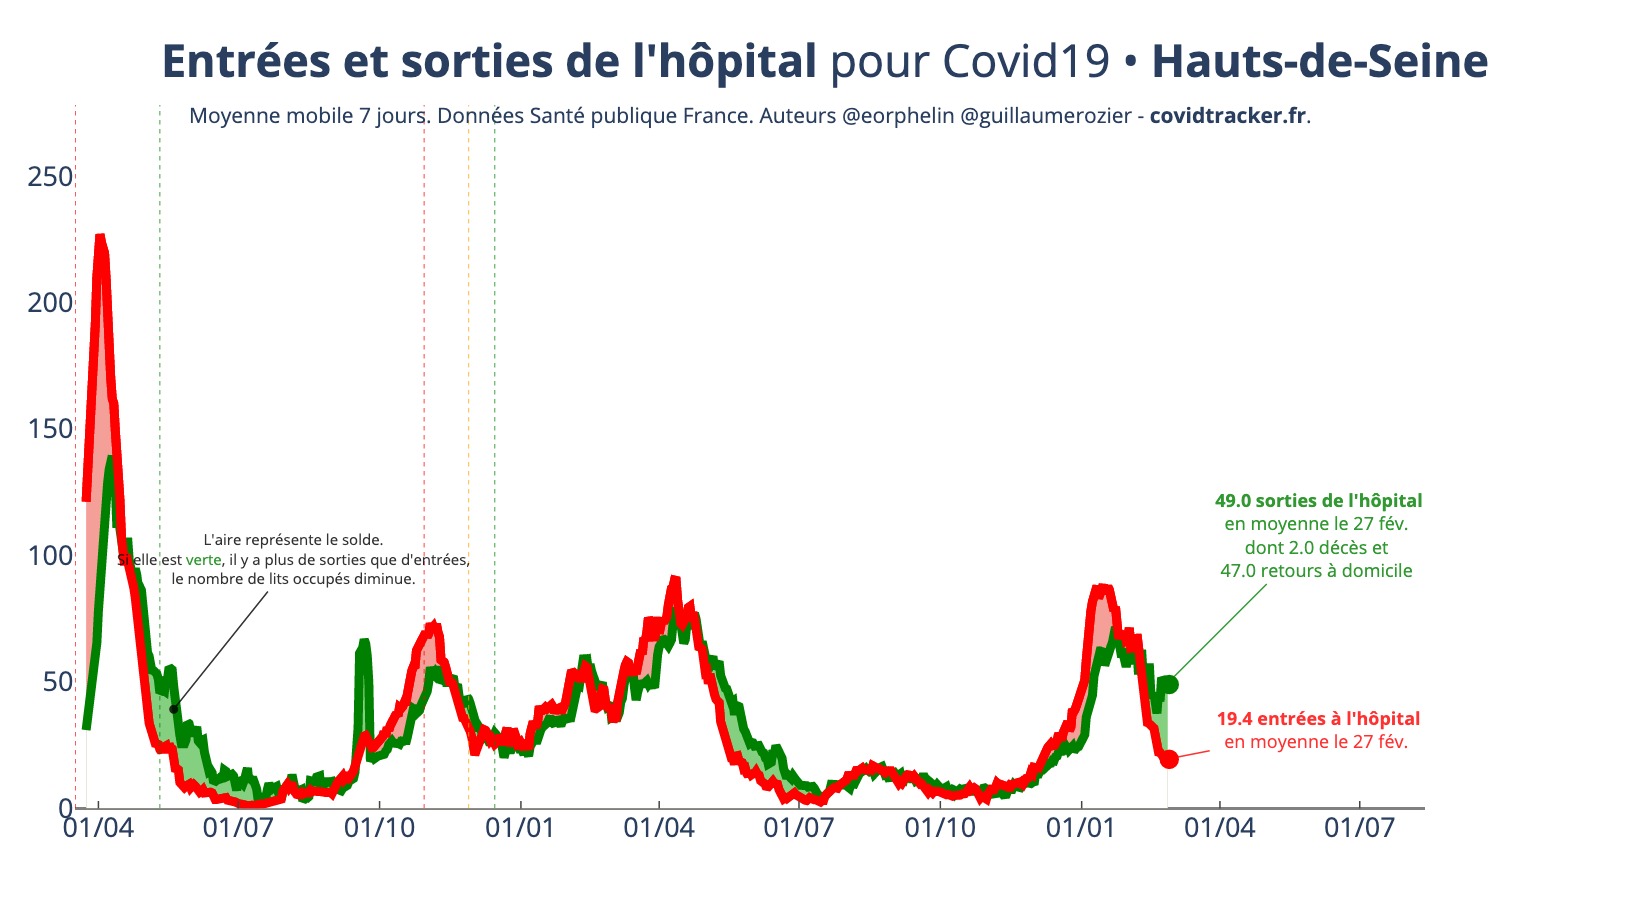 Entrées et sorties de l'hôpital pour Covid19 • Hauts-de-Seine
Moyenne mobile 7 jours. Données Santé publique France. Auteurs @eorphelin @guillaumerozier - covidtracker.fr.
250
200
150
100
50
0
L'aire représente le solde.
Si elle est verte, il y a plus de sorties que d'entrées,
le nombre de lits occupés diminue.
49.0 sorties de l'hôpital
en moyenne le 27 fév.
dont 2.0 décès et
47.0 retours à domicile
19.4 entrées à l'hôpital
en moyenne le 27 fév.
01/04 01/07 01/10 01/01 01/04 01/07 01/10 01/01 01/04 01/07